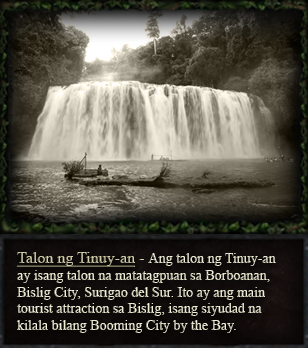 Talon ng Tinuy-an - Ang talon ng Tinuy-an
ay isang talon na matatagpuan sa Borboanan,
Bislig City, Surigao del Sur. Ito ay ang main
tourist attraction sa Bislig, isang siyudad na
kilala bilang Booming City by the Bay.